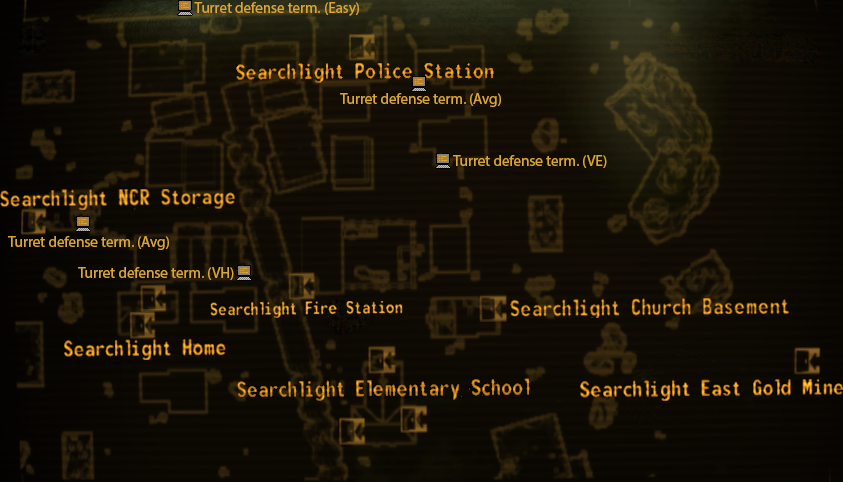 Turret defense term. (Easy)
Searchlight Police Station
Turret defense term. (Avg)
Turret defense term. (VE)
Searchlight NCR Storage
Turret defense term. (Avg)
Turret defense term. (VH)
Searchlight Fire Station
Searchlight Church Basement
Searchlight Home
Searchlight Elementary School
Searchlight East Gold Mine